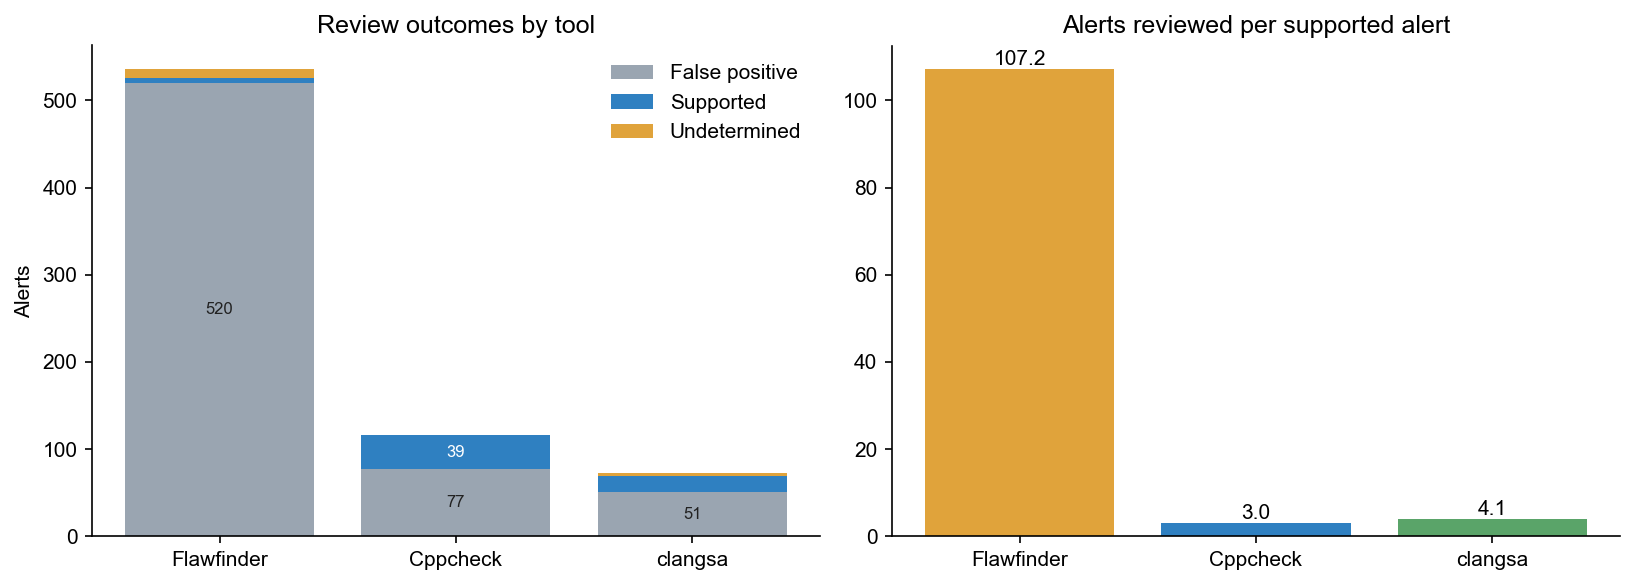 Review outcomes by tool
False positive
Supported
Undetermined
Alerts
500
400
300
200
100
0
520
39
77
51
Flawfinder
Cppcheck
clangsa
Alerts reviewed per supported alert
107.2
3.0
4.1
100
80
60
40
20
0
Flawfinder
Cppcheck
clangsa